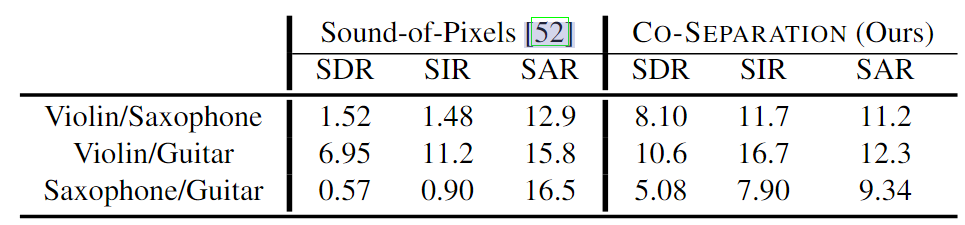 Sound-of-Pixels [52] CO-SEPARATION (Ours)
SDR SIR SAR SDR SIR SAR
Violin/Saxophone 1.52 1.48 12.9 8.10 11.7 11.2
Violin/Guitar 6.95 11.2 15.8 10.6 16.7 12.3
Saxophone/Guitar 0.57 0.90 16.5 5.08 7.90 9.34